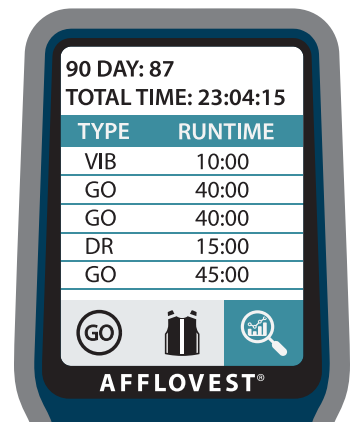 90 DAY: 87
TOTAL TIME: 23:04:15
TYPE RUNTIME
VIB 10:00
GO 40:00
GO 40:00
DR 15:00
GO 45:00
GO
AFFLOVEST®